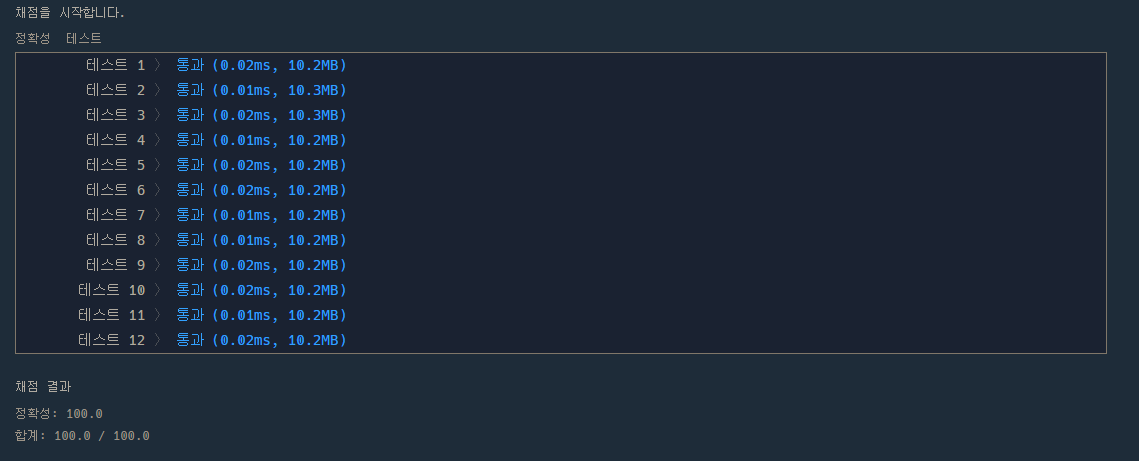 채점을 시작합니다.
정확성 테스트
테스트 1 〉 통과 (0.02ms, 10.2MB)
테스트 2 〉 통과 (0.01ms, 10.3MB)
테스트 3 〉 통과 (0.02ms, 10.3MB)
테스트 4 〉 통과 (0.01ms, 10.2MB)
테스트 5 〉 통과 (0.02ms, 10.2MB)
테스트 6 〉 통과 (0.02ms, 10.2MB)
테스트 7 〉 통과 (0.01ms, 10.2MB)
테스트 8 〉 통과 (0.01ms, 10.2MB)
테스트 9 〉 통과 (0.02ms, 10.2MB)
테스트 10 〉 통과 (0.02ms, 10.2MB)
테스트 11 〉 통과 (0.01ms, 10.2MB)
테스트 12 〉 통과 (0.02ms, 10.2MB)
채점 결과
정확성: 100.0
합계: 100.0 / 100.0